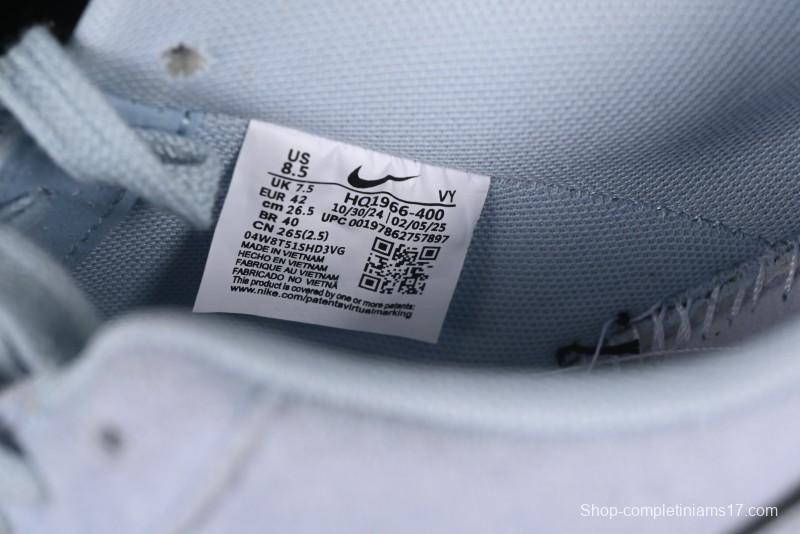 US
8.5
VY
UK 7.5
HQ1966-400
EUR 42
10/30/24 | 02/05/25
cm 26.5
UPC 00197862757897
BR 40
CN 265(2.5)
04W8T51SHD3VG
MADE IN VIETNAM
HECHO EN VIETNAM
FABRIQUE AU VIETNAM
FABRICADO NO VIETNAM
This product is covered by one or more patents:
www.nike.com/patentsvirtualmarking
Shop-completiniams17.com